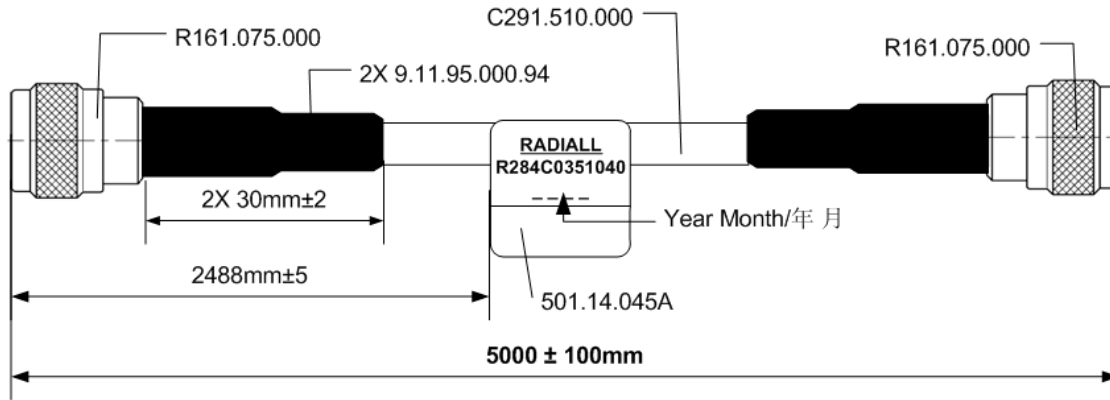 C291.510.000
R161.075.000
R161.075.000
2X 9.11.95.000.94
RADIALL
R284C0351040
2X 30mm±2
Year Month/年 月
2488mm±5
501.14.045A
5000 ± 100mm